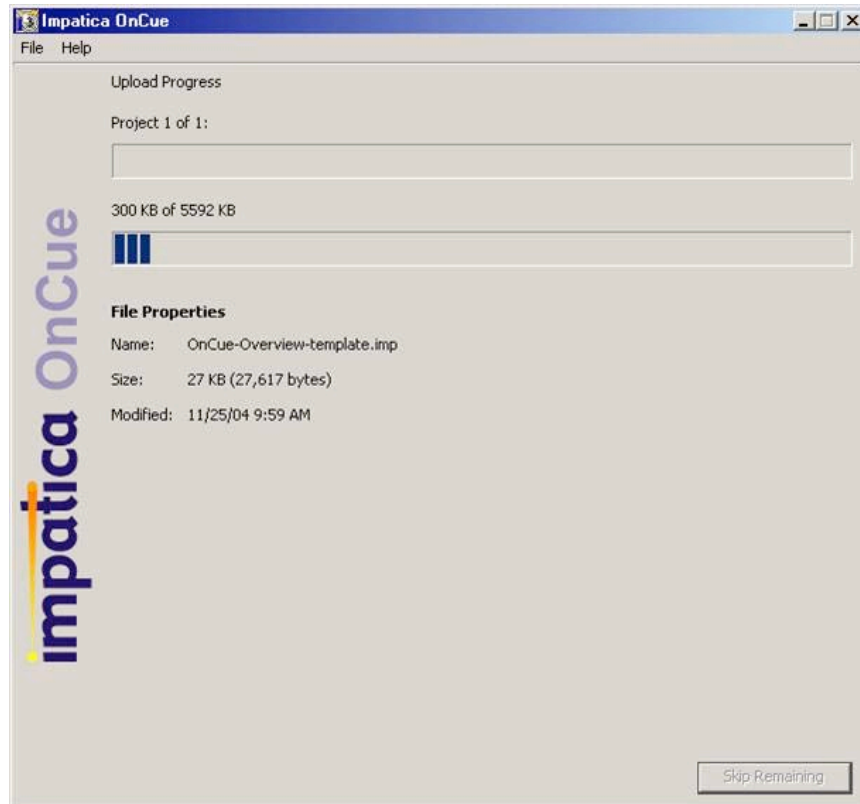 Impatica OnCue
File Help
Upload Progress
Project 1 of 1:
300 KB of 5592 KB
File Properties
Name: OnCue-Overview-template.imp
Size: 27 KB (27,617 bytes)
Modified: 11/25/04 9:59 AM
impatica OnCue
Skip Remaining